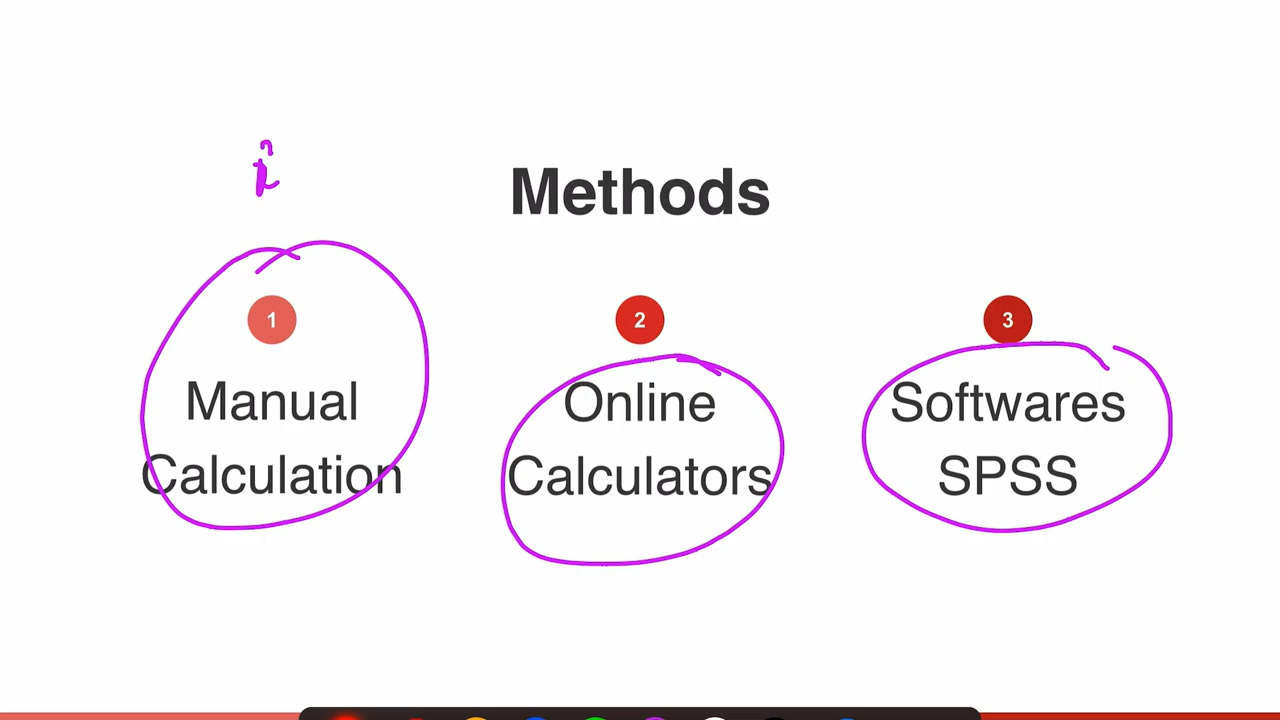 Methods
1
Manual
Calculation
2
Online
Calculators
3
Softwares
SPSS